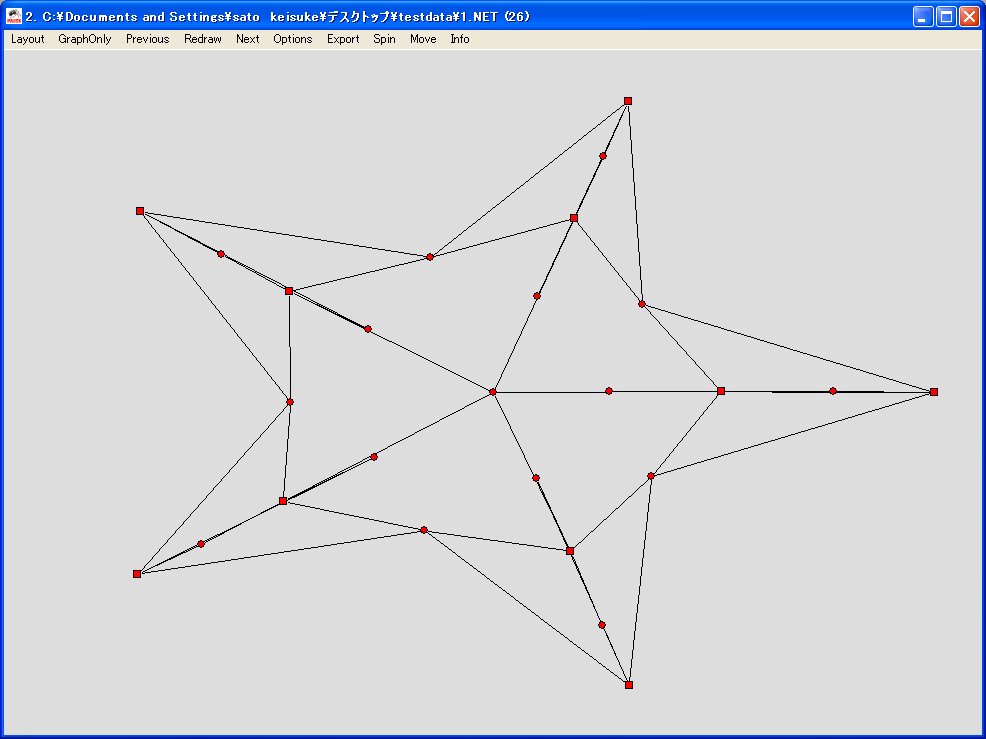 2. C:¥Documents and Settings¥sato keisuke¥デスクトップ¥testdata¥1.NET (26)
Layout GraphOnly Previous Redraw Next Options Export Spin Move Info